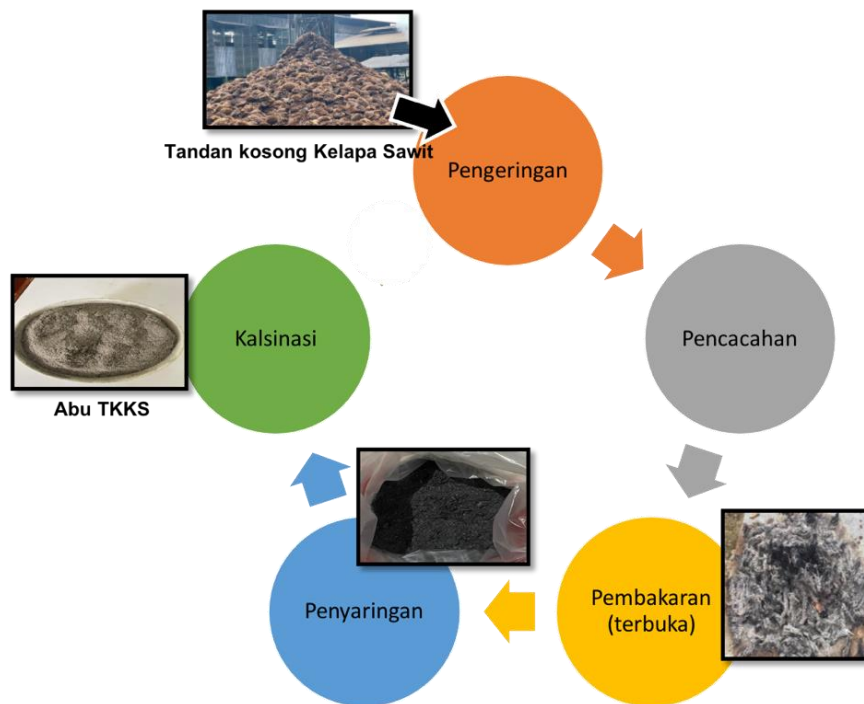 Tandan kosong Kelapa Sawit
Pengeringan
Pencacahan
Pembakaran
(terbuka)
Penyaringan
Kalsinasi
Abu TKKS